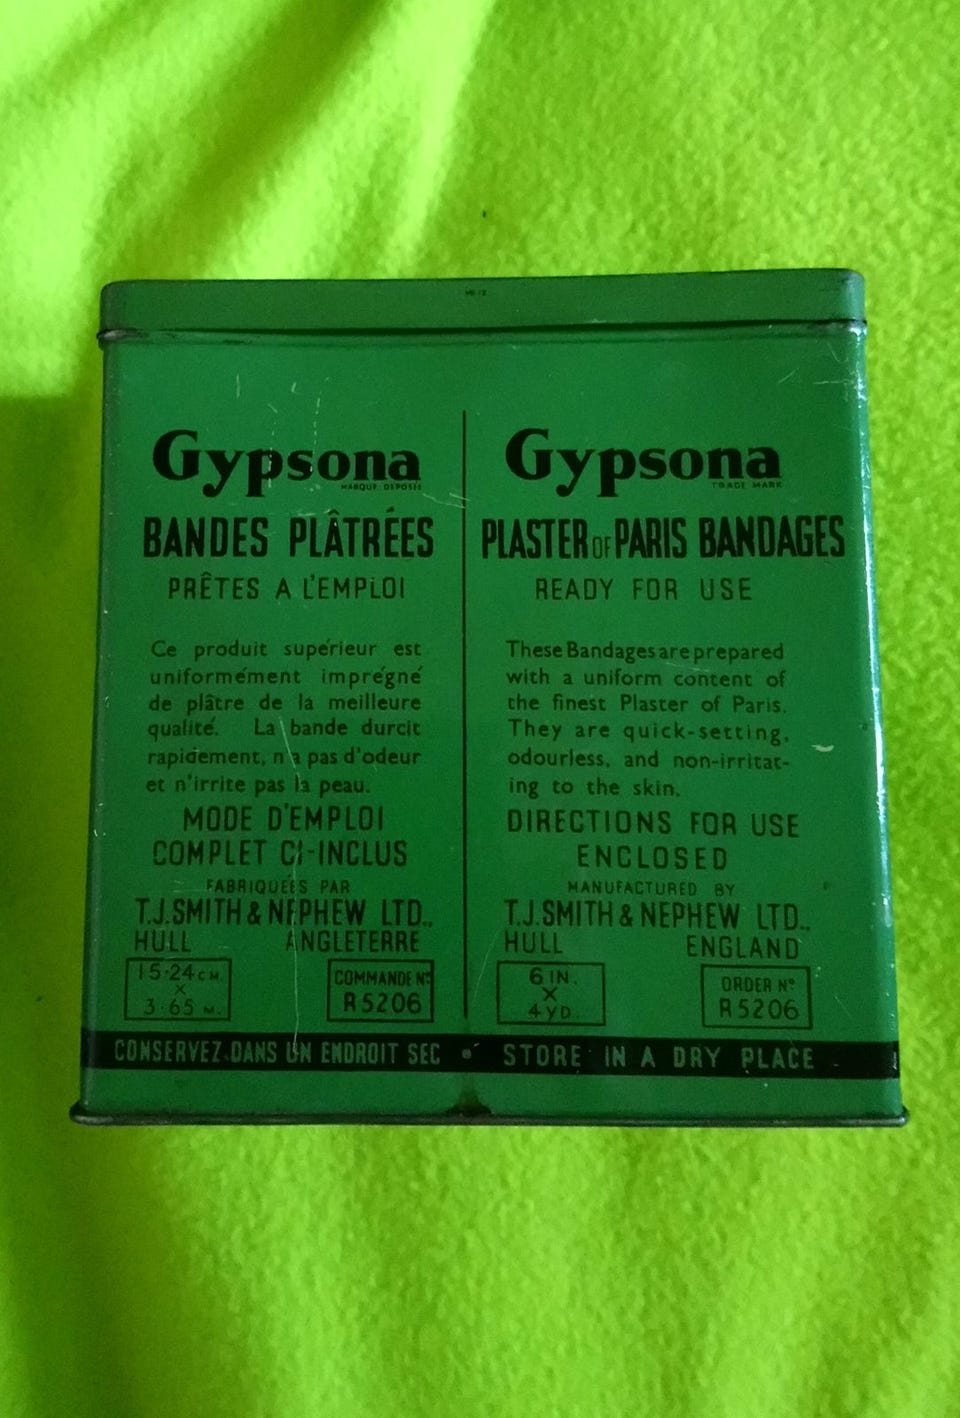 Gypsona
MARQUE DÉPOSÉE
BANDES PLÂTRÉES
PRÊTES A L'EMPLOI
Ce produit supérieur est
uniformément imprégné
de plâtre de la meilleure
qualité. La bande durcit
rapidement, n'a pas d'odeur
et n'irrite pas la peau.
MODE D'EMPLOI
COMPLET CI-INCLUS
FABRIQUÉES PAR
T.J.SMITH & NEPHEW LTD.,
HULL ANGLETERRE
15·24 CM.
X
3·65 M.
COMMANDE Nº
R5206
Gypsona
TRADE MARK
PLASTER OF PARIS BANDAGES
READY FOR USE
These Bandages are prepared
with a uniform content of
the finest Plaster of Paris.
They are quick-setting,
odourless, and non-irritat-
ing to the skin.
DIRECTIONS FOR USE
ENCLOSED
MANUFACTURED BY
T.J.SMITH & NEPHEW LTD.,
HULL ENGLAND
6 IN.
X
4 YD.
ORDER Nº
R5206
CONSERVEZ DANS UN ENDROIT SEC • STORE IN A DRY PLACE